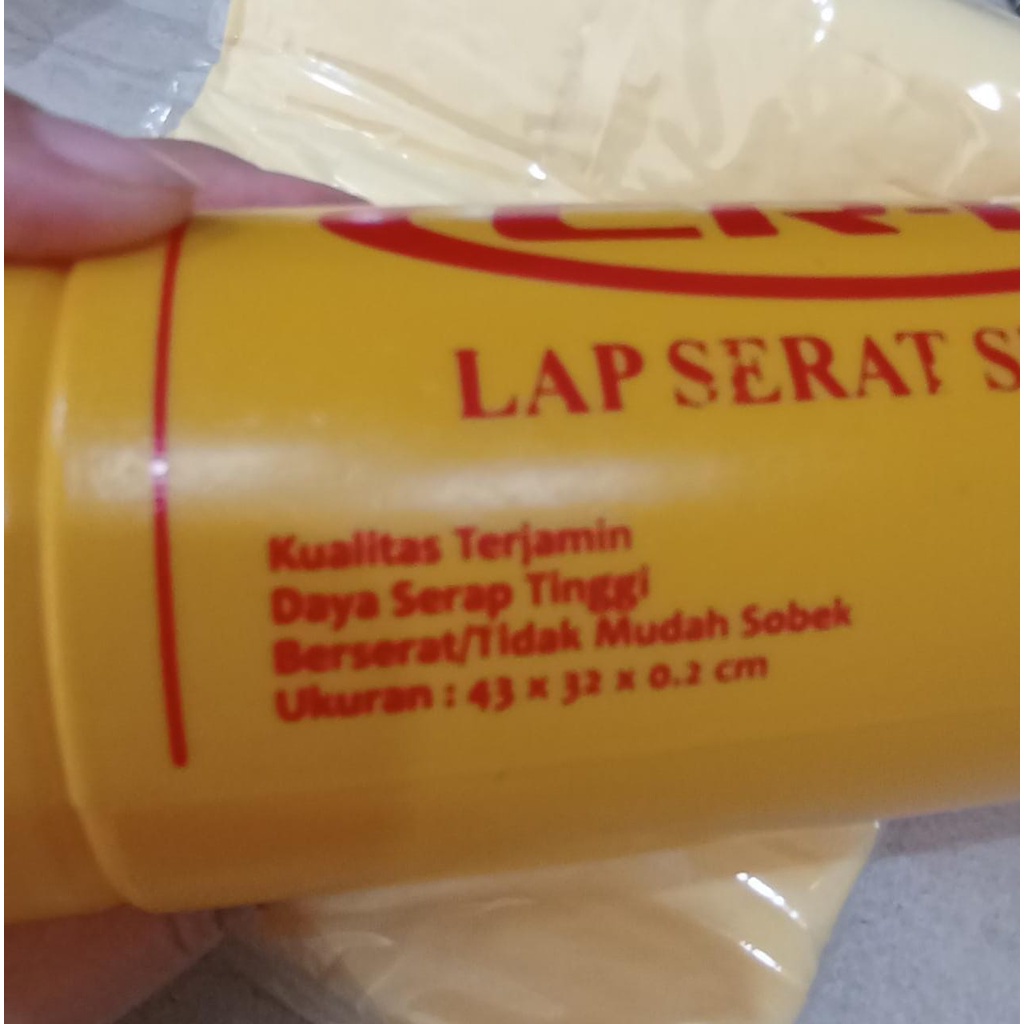 LAP SERAT
Kualitas Terjamin
Daya Serap Tinggi
Berserat/Tidak Mudah Sobek
Ukuran : 43 x 32 x 0.2 cm